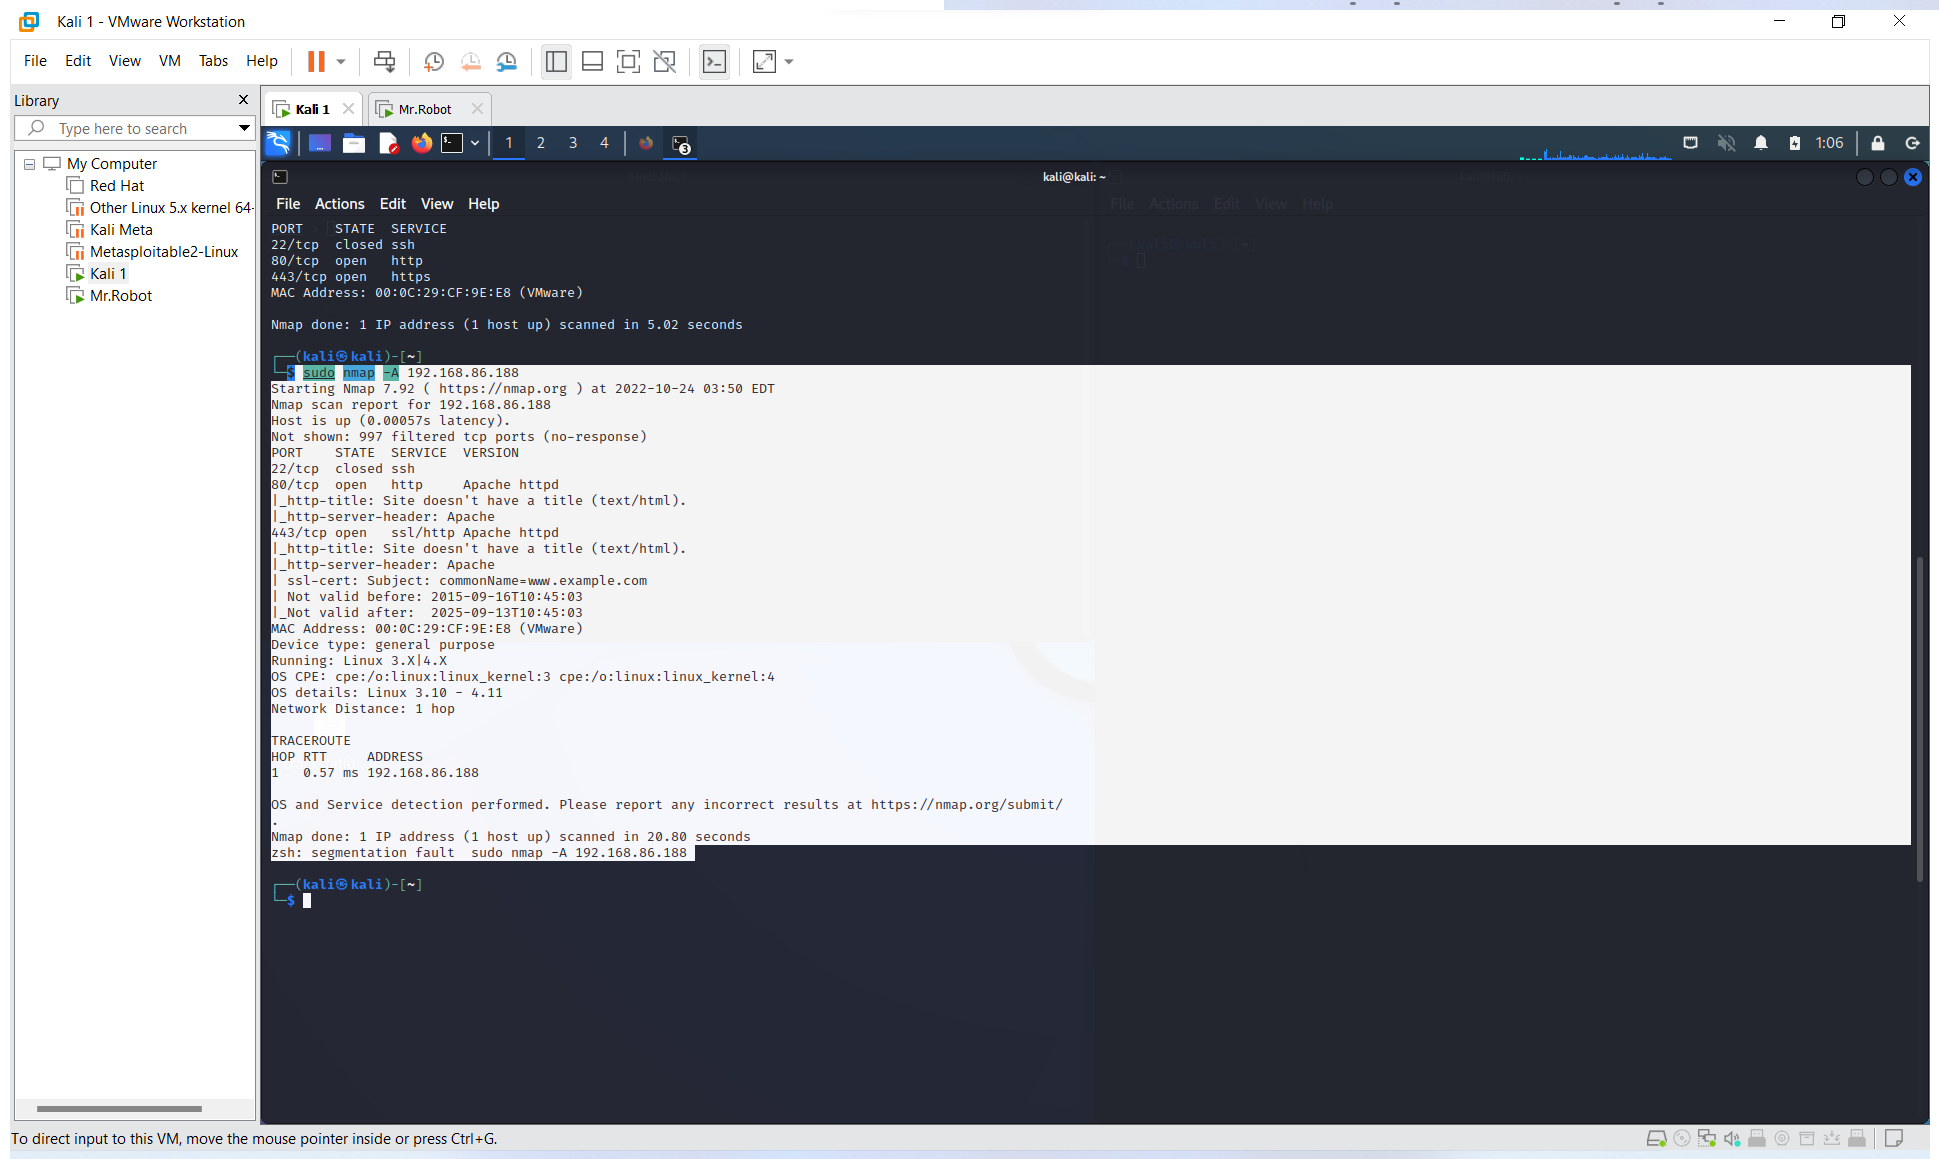 Kali 1 - VMware Workstation
File Edit View VM Tabs Help
Library
Kali 1 Mr.Robot
Type here to search
1 2 3 4 3 1:06
My Computer
Red Hat
Other Linux 5.x kernel 64-
Kali Meta
Metasploitable2-Linux
Kali 1
Mr.Robot
kali@kali: ~
File Actions Edit View Help
File Actions Edit View Help
PORT STATE SERVICE
22/tcp closed ssh
80/tcp open http
443/tcp open https
MAC Address: 00:0C:29:CF:9E:E8 (VMware)
Nmap done: 1 IP address (1 host up) scanned in 5.02 seconds
┌──(kali㉿kali)-[~]
└─$ sudo nmap -A 192.168.86.188
Starting Nmap 7.92 ( https://nmap.org ) at 2022-10-24 03:50 EDT
Nmap scan report for 192.168.86.188
Host is up (0.00057s latency).
Not shown: 997 filtered tcp ports (no-response)
PORT STATE SERVICE VERSION
22/tcp closed ssh
80/tcp open http Apache httpd
|_http-title: Site doesn't have a title (text/html).
|_http-server-header: Apache
443/tcp open ssl/http Apache httpd
|_http-title: Site doesn't have a title (text/html).
|_http-server-header: Apache
| ssl-cert: Subject: commonName=www.example.com
| Not valid before: 2015-09-16T10:45:03
|_Not valid after: 2025-09-13T10:45:03
MAC Address: 00:0C:29:CF:9E:E8 (VMware)
Device type: general purpose
Running: Linux 3.X|4.X
OS CPE: cpe:/o:linux:linux_kernel:3 cpe:/o:linux:linux_kernel:4
OS details: Linux 3.10 - 4.11
Network Distance: 1 hop
TRACEROUTE
HOP RTT ADDRESS
1 0.57 ms 192.168.86.188
OS and Service detection performed. Please report any incorrect results at https://nmap.org/submit/
.
Nmap done: 1 IP address (1 host up) scanned in 20.80 seconds
zsh: segmentation fault sudo nmap -A 192.168.86.188
┌──(kali㉿kali)-[~]
└─$
To direct input to this VM, move the mouse pointer inside or press Ctrl+G.